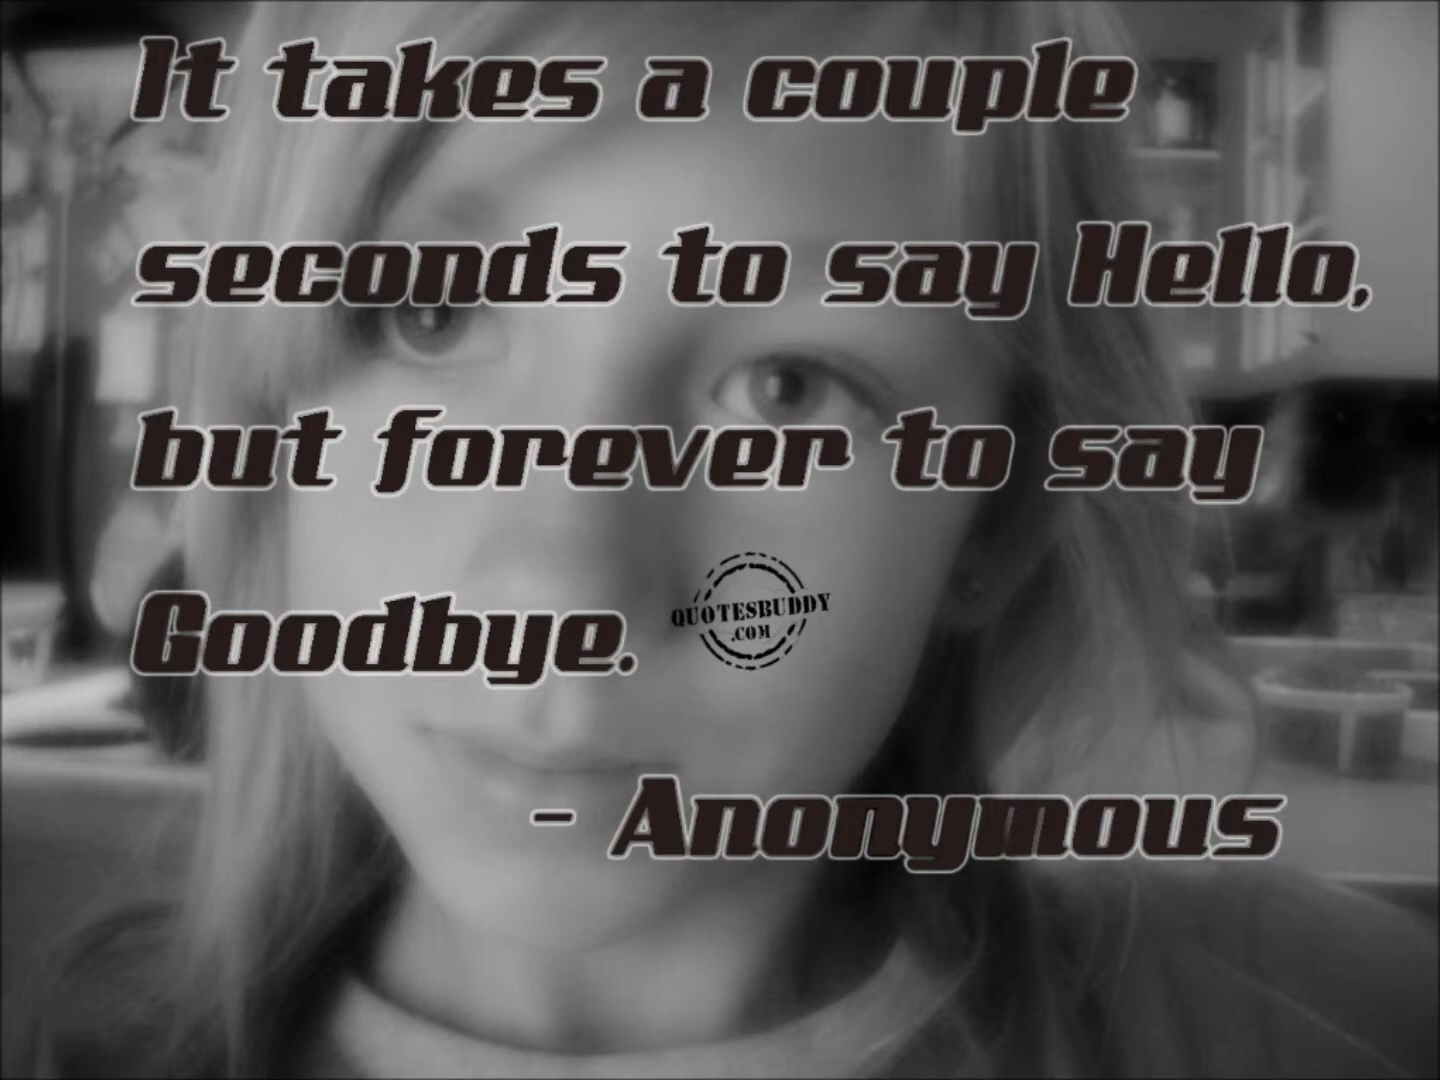 It takes a couple
seconds to say Hello,
but forever to say
Goodbye.
QUOTESBUDDY
.COM
- Anonymous